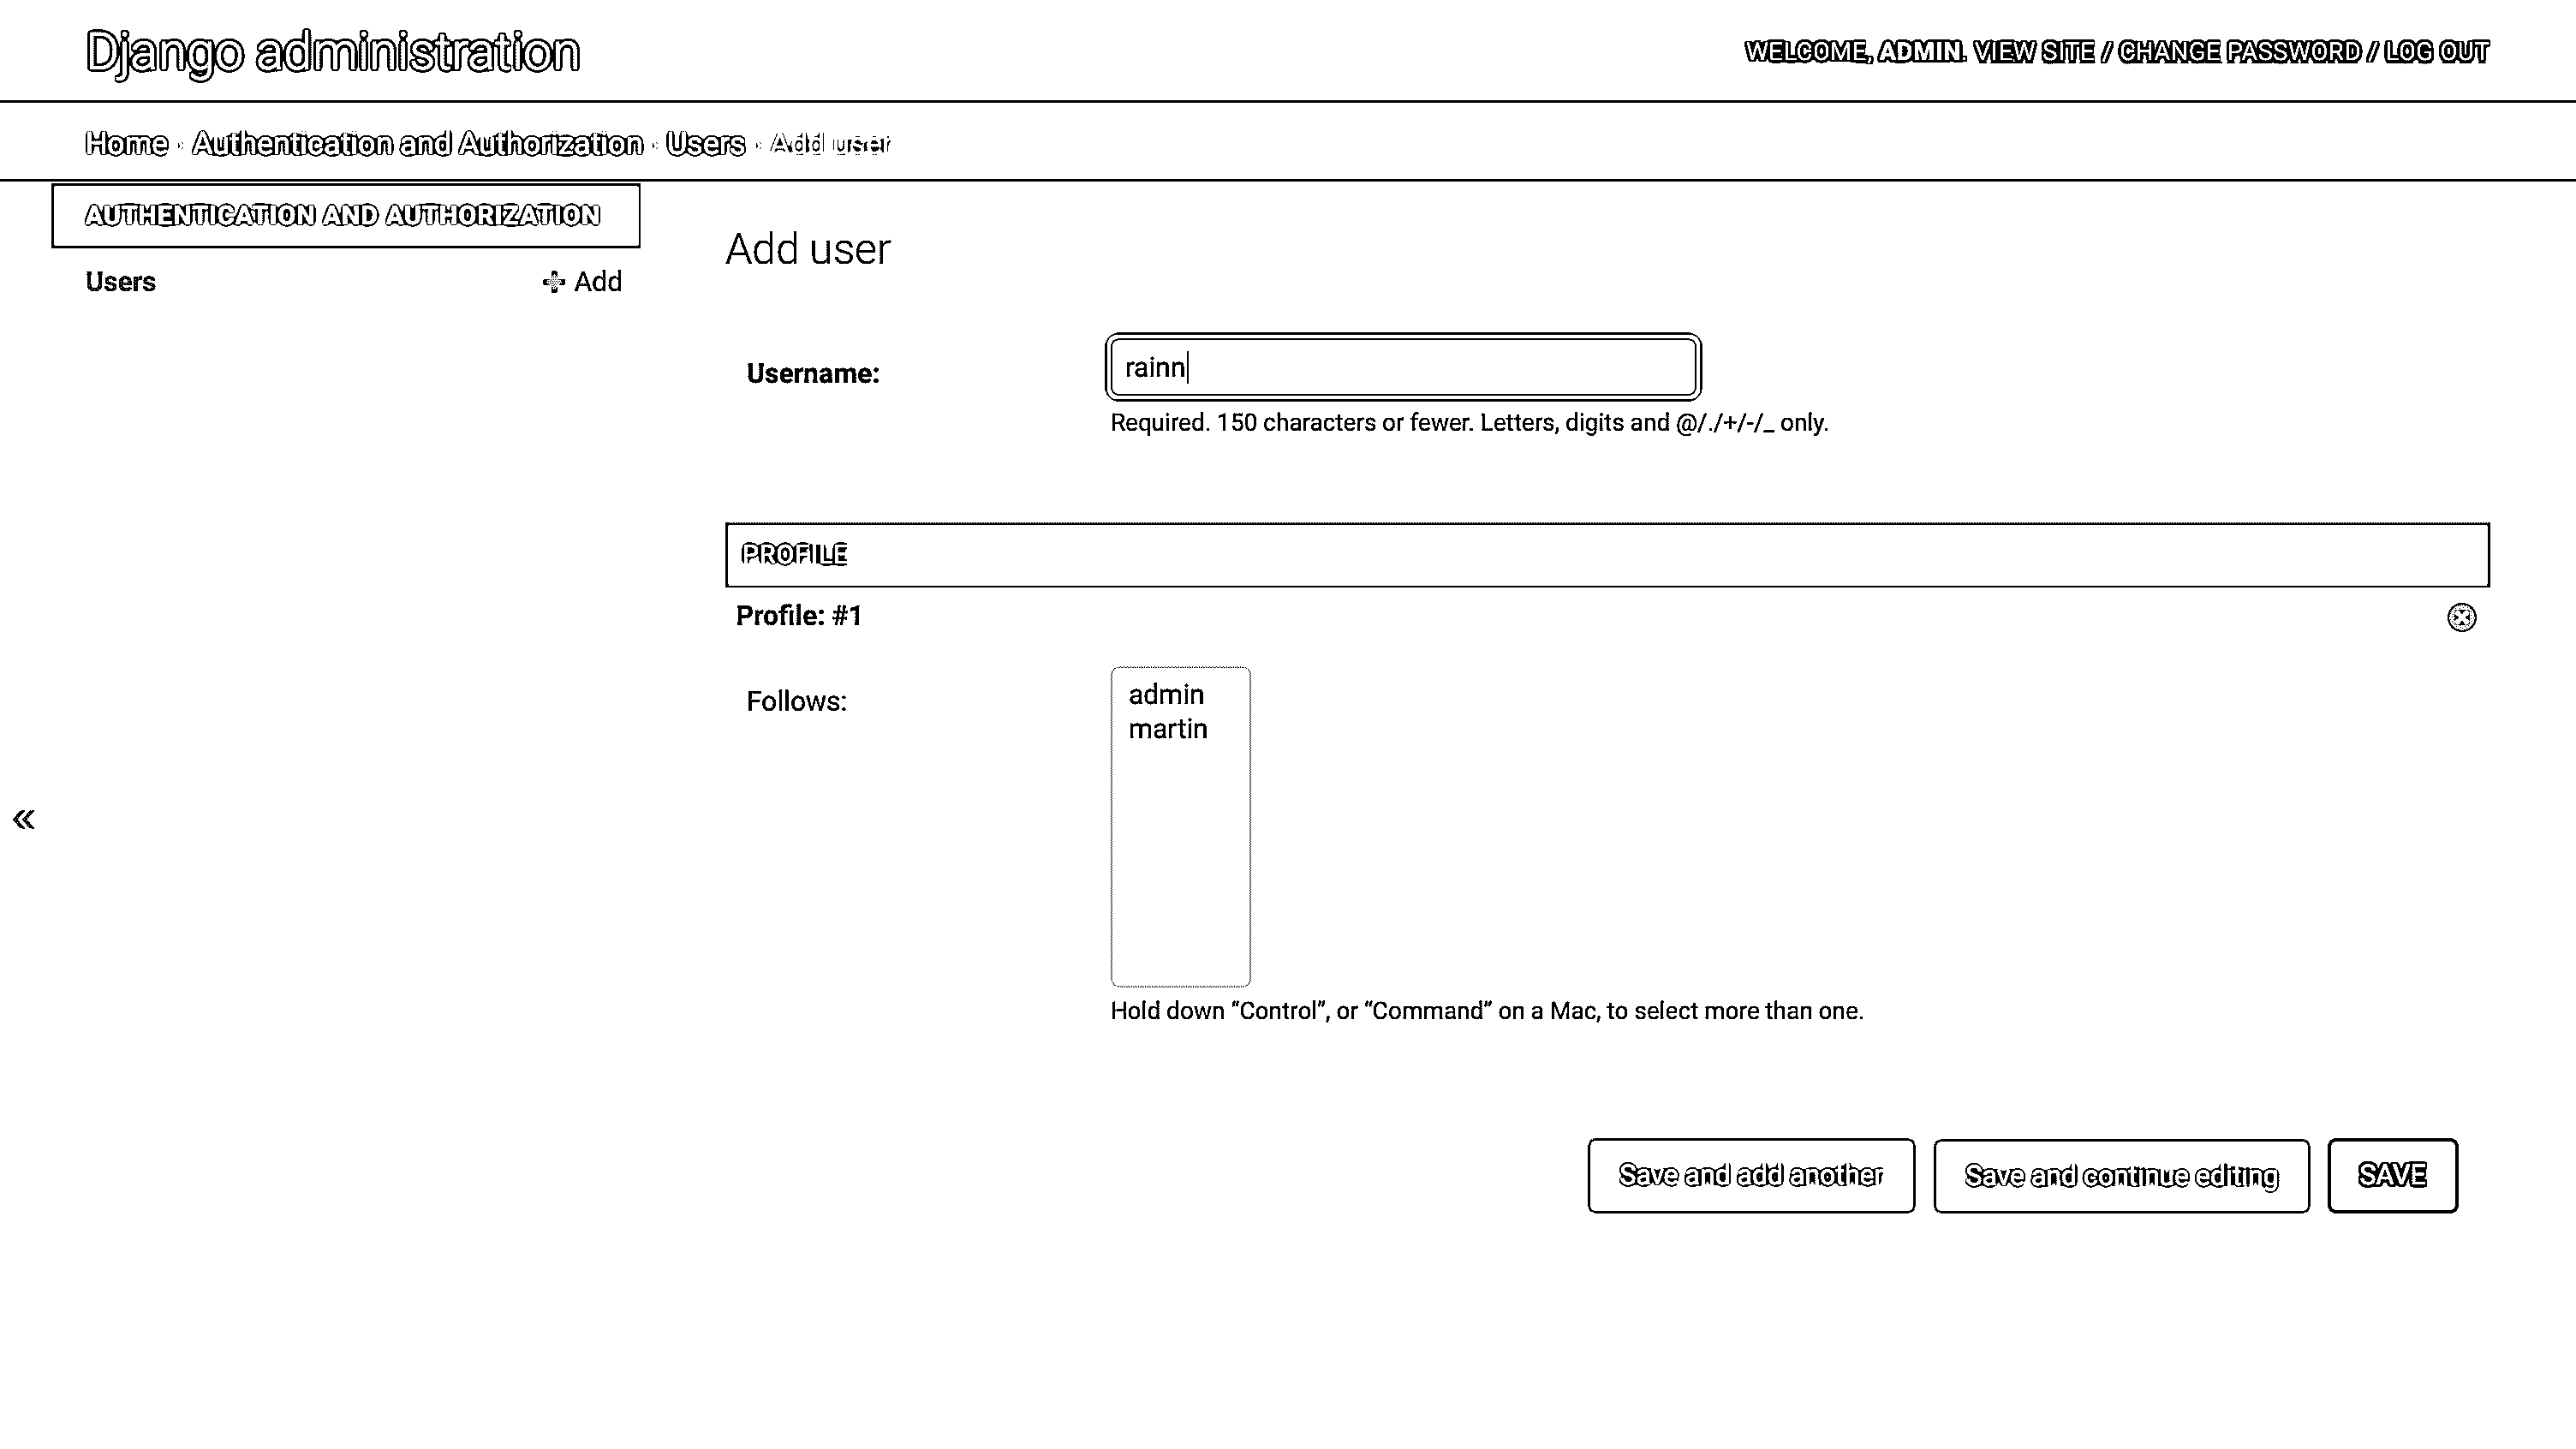 Django administration
WELCOME, ADMIN. VIEW SITE / CHANGE PASSWORD / LOG OUT
Home › Authentication and Authorization › Users › Add user
AUTHENTICATION AND AUTHORIZATION
Users
Add
Add user
Username:
rainn
Required. 150 characters or fewer. Letters, digits and @/./+/-/_ only.
PROFILE
Profile: #1
Follows:
admin
martin
«
Hold down “Control”, or “Command” on a Mac, to select more than one.
Save and add another
Save and continue editing
SAVE